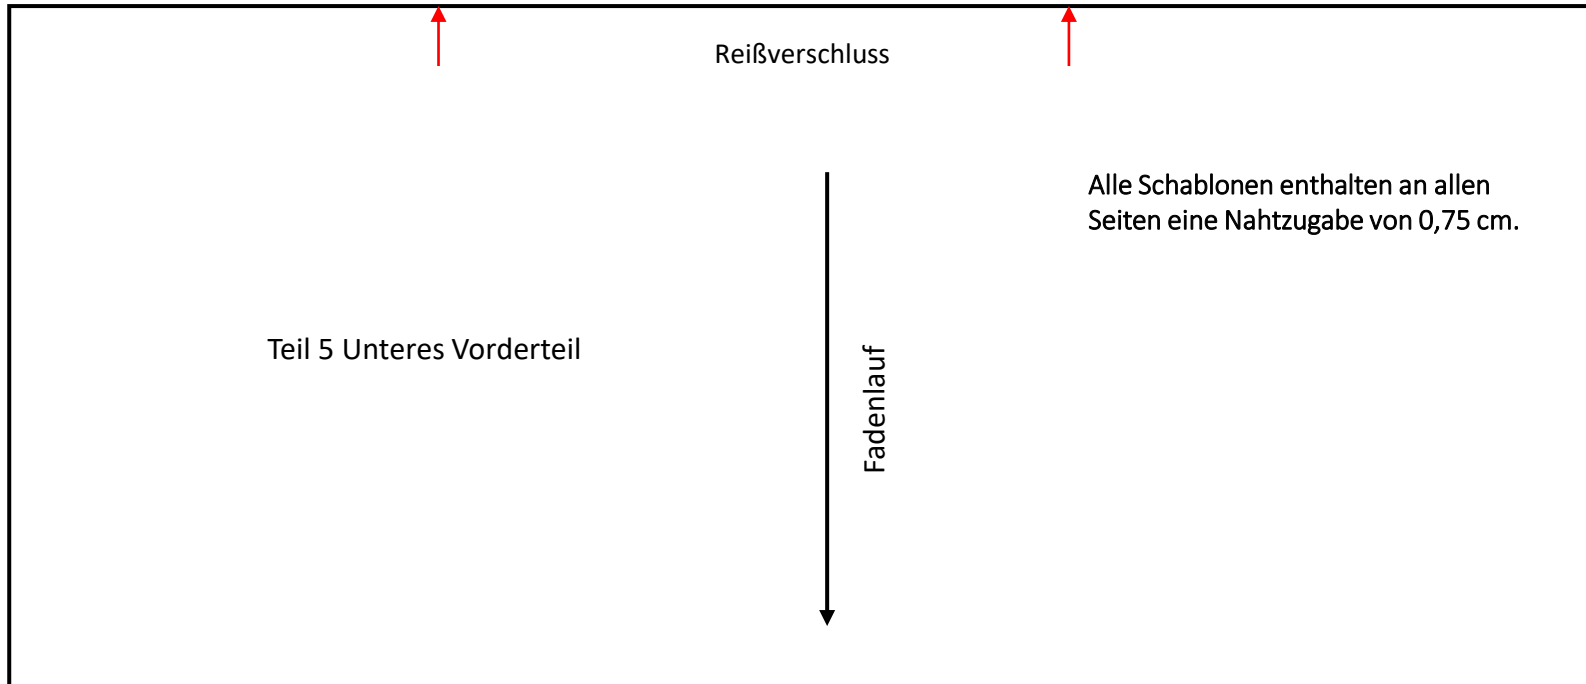 Reißverschluss
Alle Schablonen enthalten an allen
Seiten eine Nahtzugabe von 0,75 cm.
Teil 5 Unteres Vorderteil
Fadenlauf